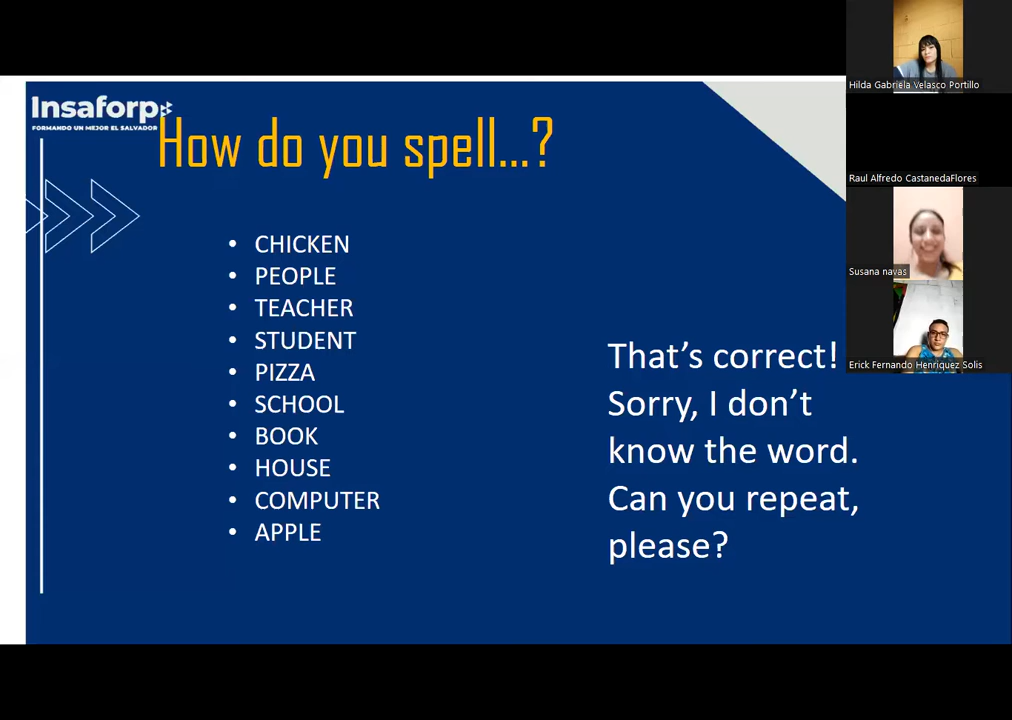 Insaforp
FORMANDO UN MEJOR EL SALVADOR
How do you spell...?
• CHICKEN
• PEOPLE
• TEACHER
• STUDENT
• PIZZA
• SCHOOL
• BOOK
• HOUSE
• COMPUTER
• APPLE
That's correct!
Sorry, I don't
know the word.
Can you repeat,
please?
Hilda Gabriela Velasco Portillo
Raul Alfredo CastanedaFlores
Susana navas
Erick Fernando Henriquez Solis